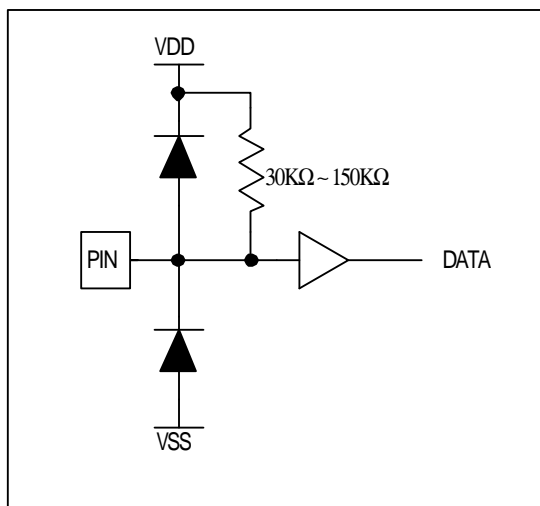 VDD
30KΩ ~ 150KΩ
PIN
DATA
VSS